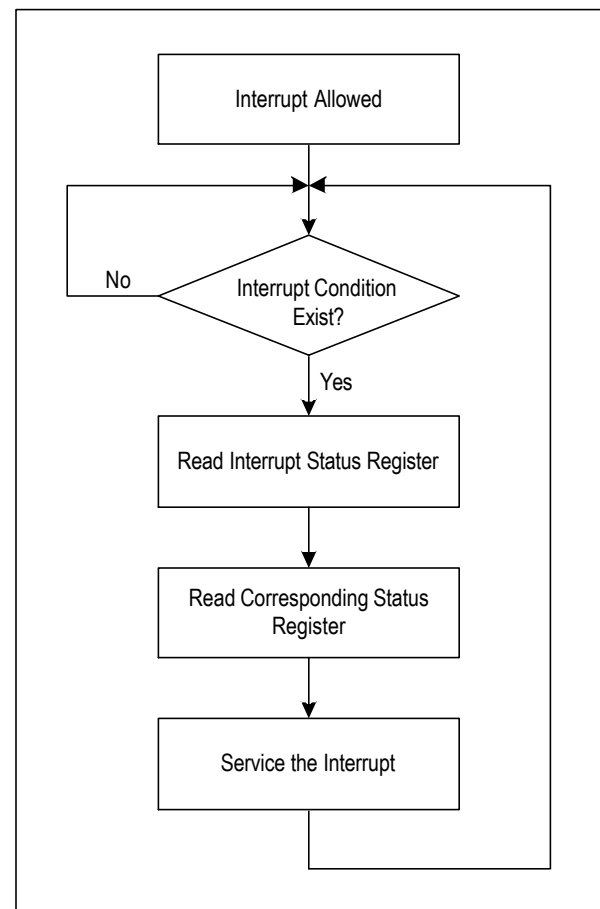 Interrupt Allowed
No
Interrupt Condition
Exist?
Yes
Read Interrupt Status Register
Read Corresponding Status
Register
Service the Interrupt